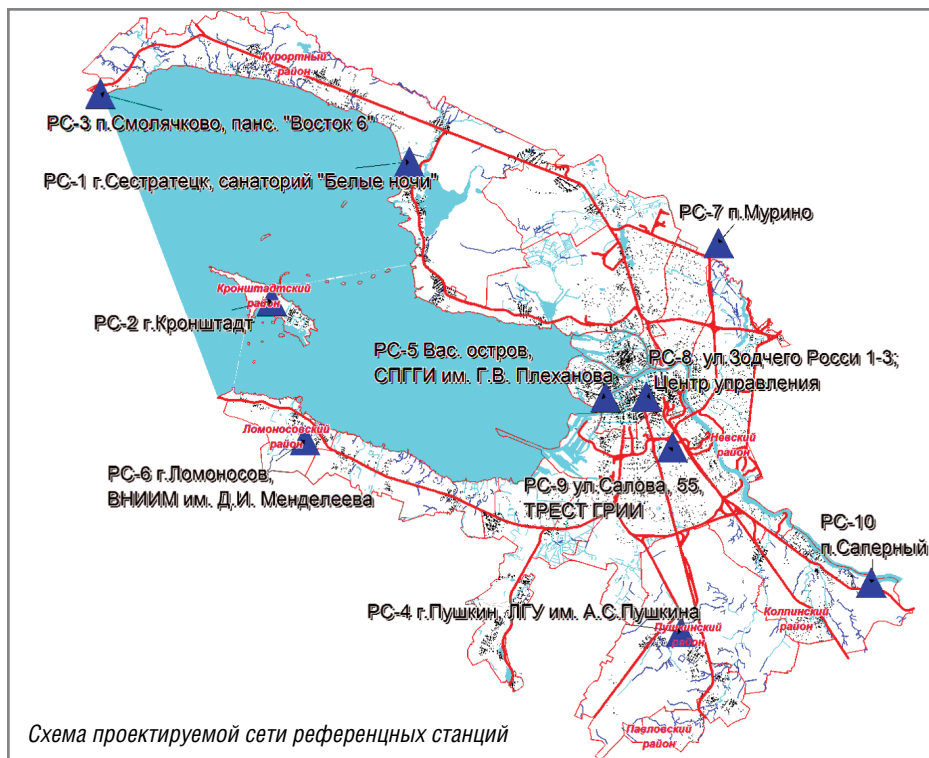 Курортный
район
РС-3 п.Смолячково, панс. "Восток 6"
РС-1 г.Сестратецк, санаторий "Белые ночи"
РС-7 п.Мурино
Кронштадтский
район
РС-2 г.Кронштадт
РС-5 Вас. остров,
СПГГИ им. Г.В. Плеханова
РС-8, ул.Зодчего Росси 1-3;
Центр управления
Ломоносовский
район
Невский
район
РС-6 г.Ломоносов,
ВНИИМ им. Д.И. Менделеева
РС-9 ул.Салова, 55,
ТРЕСТ ГРИИ
РС-10
п.Саперный
РС-4 г.Пушкин, ЛГУ им. А.С.Пушкина
Пушкинский
район
Колпинский
район
Павловский
район
Схема проектируемой сети референцных станций